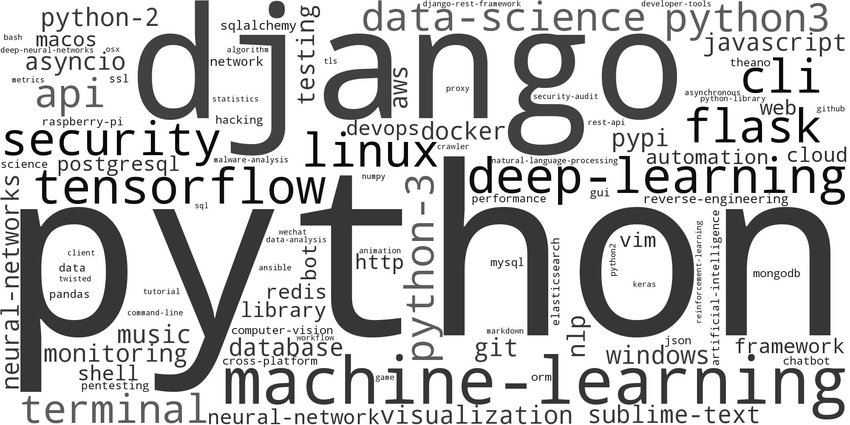 django-rest-framework
developer-tools
python-2
sqlalchemy
data-science
python3
bash
macos
django
testing
javascript
deep-neural-networks
osx
algorithm
asyncio
network
tls
theano
metrics
ssl
aws
proxy
cli
asynchronous
api
statistics
security-audit
python-library
web
github
raspberry-pi
hacking
devops
docker
rest-api
pypi
flask
security
linux
crawler
science
postgresql
malware-analysis
natural-language-processing
automation
cloud
tensorflow
numpy
deep-learning
gui
performance
reverse-engineering
sql
python
neural-networks
python-3
wechat
data-analysis
client
data
twisted
bot
animation
http
ansible
mysql
elasticsearch
vim
python2
reinforcement-learning
artificial-intelligence
mongodb
keras
pandas
tutorial
redis
library
command-line
music
computer-vision
markdown
workflow
nlp
json
monitoring
database
git
windows
framework
cross-platform
chatbot
shell
pentesting
game
orm
machine-learning
terminal
neural-network
visualization
sublime-text